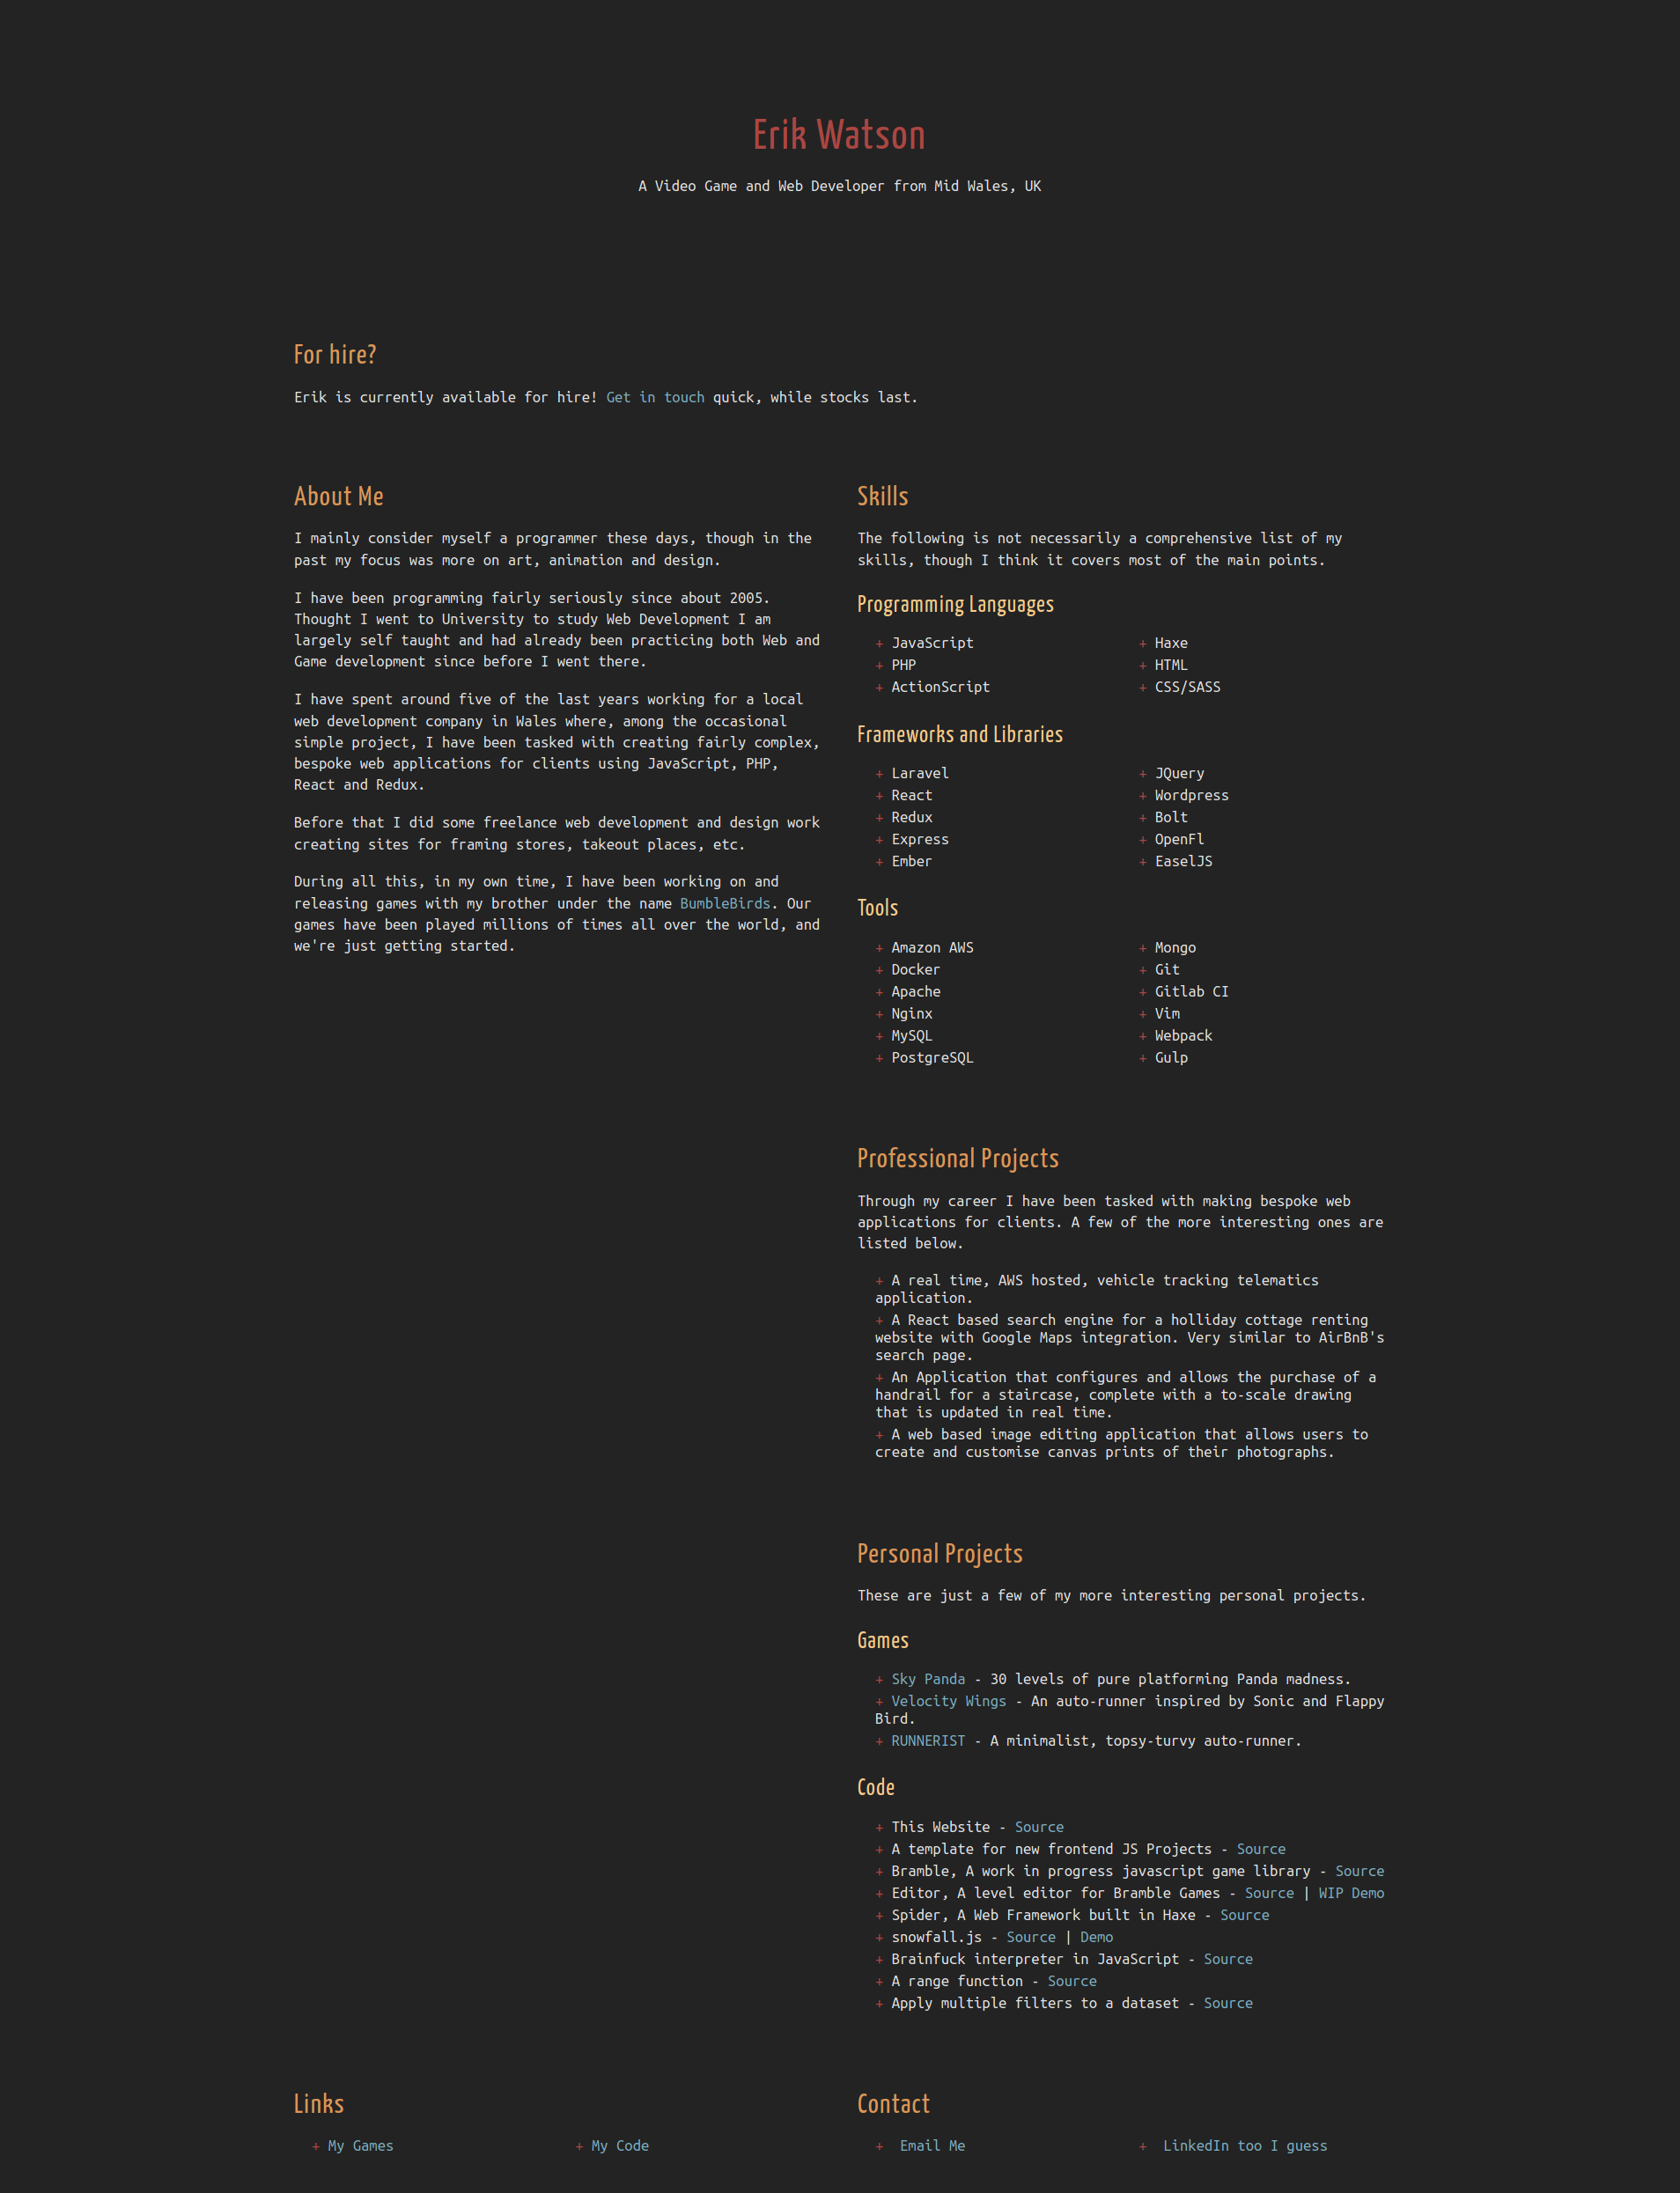 Erik Watson
A Video Game and Web Developer from Mid Wales, UK
For hire?
Erik is currently available for hire! Get in touch quick, while stocks last.
About Me
I mainly consider myself a programmer these days, though in the
past my focus was more on art, animation and design.
I have been programming fairly seriously since about 2005.
Thought I went to University to study Web Development I am
largely self taught and had already been practicing both Web and
Game development since before I went there.
I have spent around five of the last years working for a local
web development company in Wales where, among the occasional
simple project, I have been tasked with creating fairly complex,
bespoke web applications for clients using JavaScript, PHP,
React and Redux.
Before that I did some freelance web development and design work
creating sites for framing stores, takeout places, etc.
During all this, in my own time, I have been working on and
releasing games with my brother under the name BumbleBirds. Our
games have been played millions of times all over the world, and
we're just getting started.
Skills
The following is not necessarily a comprehensive list of my
skills, though I think it covers most of the main points.
Programming Languages
+ JavaScript
+ PHP
+ ActionScript
+ Haxe
+ HTML
+ CSS/SASS
Frameworks and Libraries
+ Laravel
+ React
+ Redux
+ Express
+ Ember
+ JQuery
+ Wordpress
+ Bolt
+ OpenFl
+ EaselJS
Tools
+ Amazon AWS
+ Docker
+ Apache
+ Nginx
+ MySQL
+ PostgreSQL
+ Mongo
+ Git
+ Gitlab CI
+ Vim
+ Webpack
+ Gulp
Professional Projects
Through my career I have been tasked with making bespoke web
applications for clients. A few of the more interesting ones are
listed below.
+ A real time, AWS hosted, vehicle tracking telematics
application.
+ A React based search engine for a holliday cottage renting
website with Google Maps integration. Very similar to AirBnB's
search page.
+ An Application that configures and allows the purchase of a
handrail for a staircase, complete with a to-scale drawing
that is updated in real time.
+ A web based image editing application that allows users to
create and customise canvas prints of their photographs.
Personal Projects
These are just a few of my more interesting personal projects.
Games
+ Sky Panda - 30 levels of pure platforming Panda madness.
+ Velocity Wings - An auto-runner inspired by Sonic and Flappy
Bird.
+ RUNNERIST - A minimalist, topsy-turvy auto-runner.
Code
+ This Website - Source
+ A template for new frontend JS Projects - Source
+ Bramble, A work in progress javascript game library - Source
+ Editor, A level editor for Bramble Games - Source | WIP Demo
+ Spider, A Web Framework built in Haxe - Source
+ snowfall.js - Source | Demo
+ Brainfuck interpreter in JavaScript - Source
+ A range function - Source
+ Apply multiple filters to a dataset - Source
Links
+ My Games
+ My Code
Contact
+ Email Me
+ LinkedIn too I guess